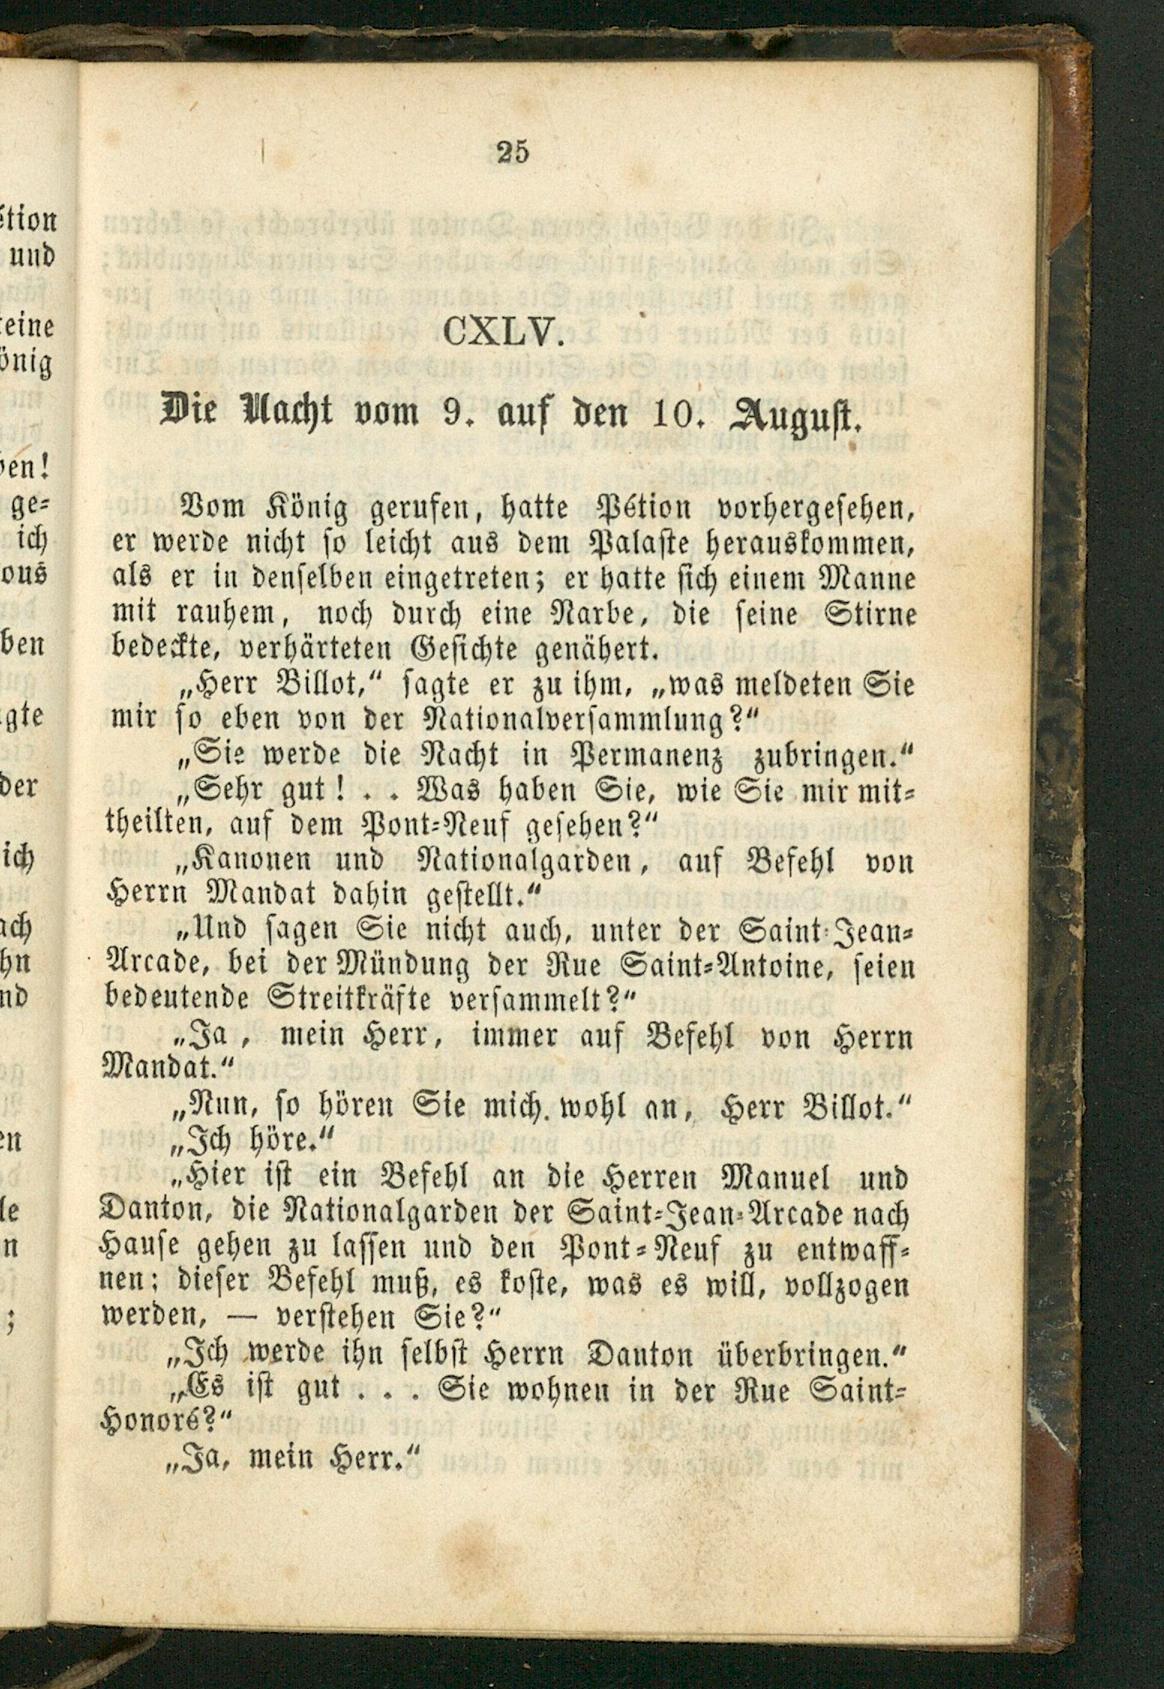 25
CXLV.
Die Nacht vom 9. auf den 10. August.
Vom König gerufen, hatte Pétion vorhergesehen,
er werde nicht so leicht aus dem Palaste herauskommen,
als er in denselben eingetreten; er hatte sich einem Manne
mit rauhem, noch durch eine Narbe, die seine Stirne
bedeckte, verhärteten Gesichte genähert.
„Herr Billot,“ sagte er zu ihm, „was meldeten Sie
mir so eben von der Nationalversammlung?“
„Sie werde die Nacht in Permanenz zubringen.“
„Sehr gut! . . Was haben Sie, wie Sie mir mit-
theilten, auf dem Pont-Neuf gesehen?“
„Kanonen und Nationalgarden, auf Befehl von
Herrn Mandat dahin gestellt.“
„Und sagen Sie nicht auch, unter der Saint-Jean-
Arcade, bei der Mündung der Rue Saint-Antoine, seien
bedeutende Streitkräfte versammelt?“
„Ja, mein Herr, immer auf Befehl von Herrn
Mandat.“
„Nun, so hören Sie mich wohl an, Herr Billot.“
„Ich höre.“
„Hier ist ein Befehl an die Herren Manuel und
Danton, die Nationalgarden der Saint-Jean-Arcade nach
Hause gehen zu lassen und den Pont-Neuf zu entwaff-
nen; dieser Befehl muß, es koste, was es will, vollzogen
werden, — verstehen Sie?“
„Ich werde ihn selbst Herrn Danton überbringen.“
„Es ist gut . . . Sie wohnen in der Rue Saint-
Honoré?“
„Ja, mein Herr.“